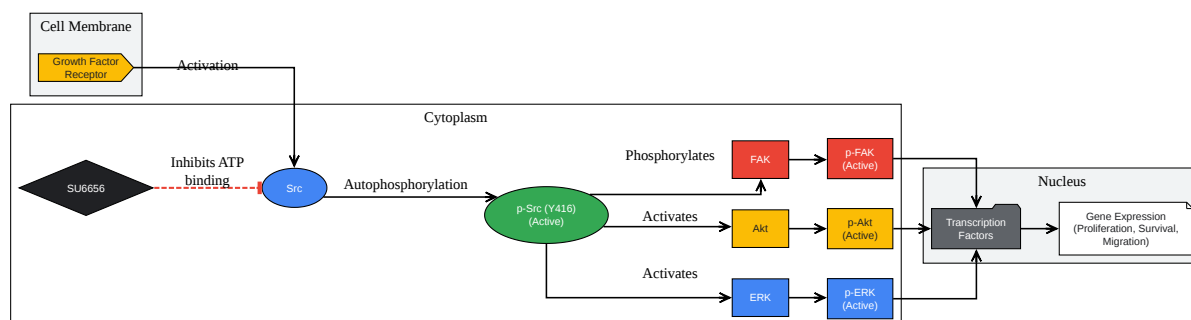 Cell Membrane
Growth Factor
Receptor
Activation
Cytoplasm
Inhibits ATP
binding
SU6656
Src
Autophosphorylation
p-Src (Y416)
(Active)
Phosphorylates
FAK
p-FAK
(Active)
Activates
Akt
p-Akt
(Active)
Activates
ERK
p-ERK
(Active)
Nucleus
Transcription
Factors
Gene Expression
(Proliferation, Survival,
Migration)